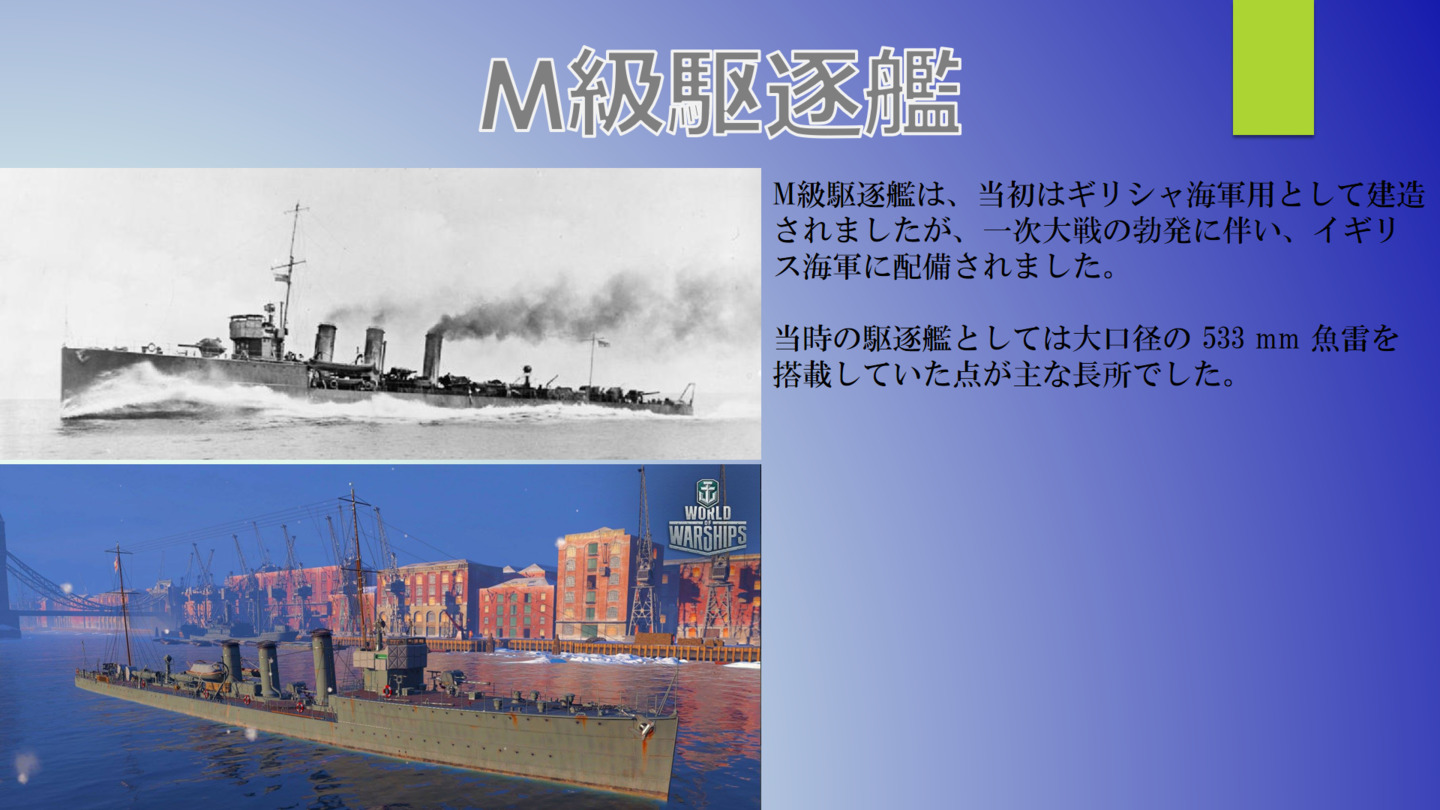 M級駆逐艦
M級駆逐艦は、当初はギリシャ海軍用として建造
されましたが、一次大戦の勃発に伴い、イギリ
ス海軍に配備されました。
当時の駆逐艦としては大口径の 533 mm 魚雷を
搭載していた点が主な長所でした。
WORLD
OF
WARSHIPS